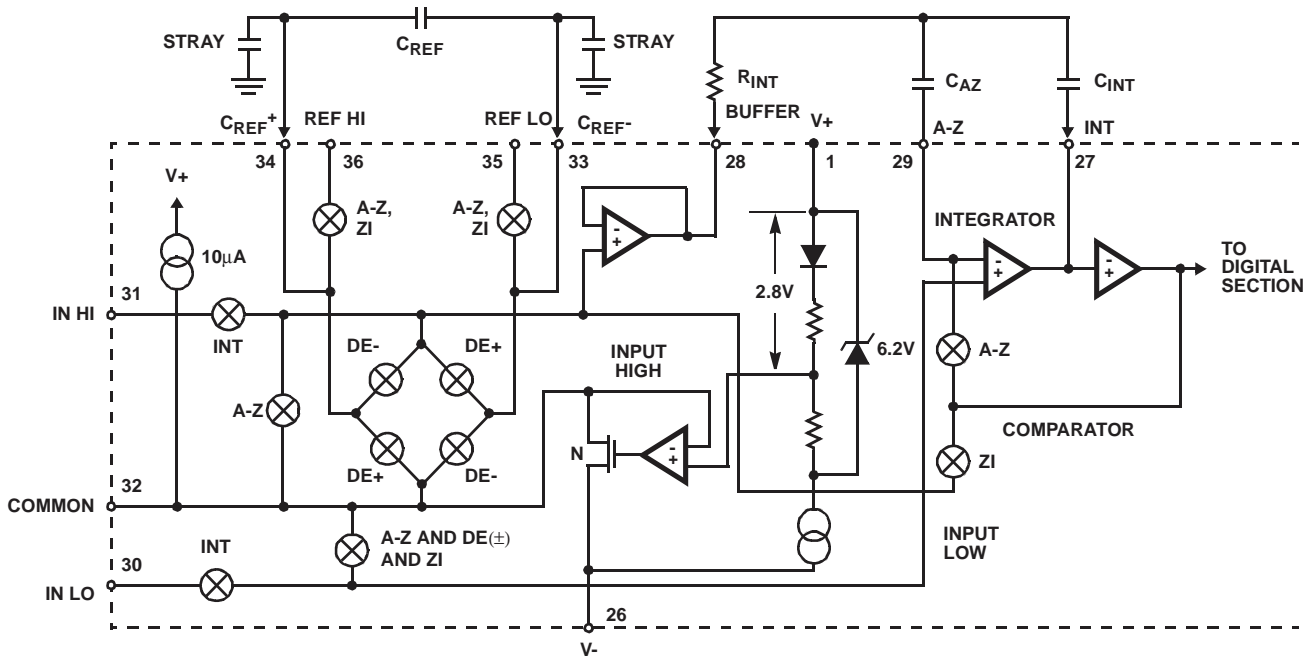 STRAY
C_REF
STRAY
R_INT
C_AZ
C_INT
C_REF+
REF HI
REF LO
C_REF-
BUFFER
V+
A-Z
INT
34
36
35
33
28
1
29
27
V+
A-Z,
ZI
A-Z,
ZI
10µA
INTEGRATOR
TO
DIGITAL
SECTION
-
+
-
+
-
+
2.8V
31
IN HI
INT
DE-
DE+
INPUT
HIGH
6.2V
A-Z
A-Z
DE+
DE-
N
-
+
COMPARATOR
ZI
32
COMMON
A-Z AND DE(±)
AND ZI
INPUT
LOW
INT
30
IN LO
26
V-